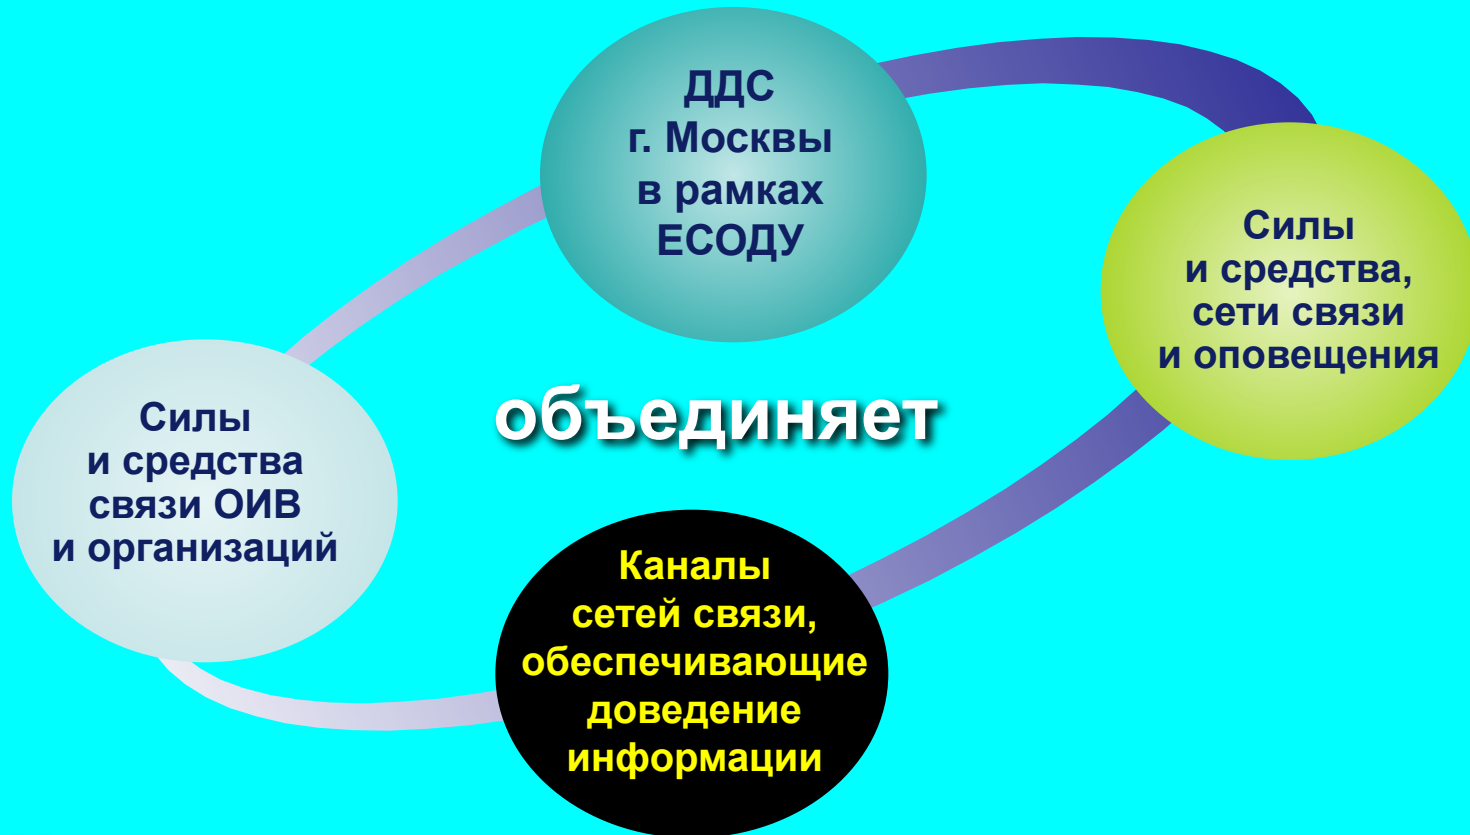 ДДС
г. Москвы
в рамках
ЕСОДУ
Силы
и средства,
сети связи
и оповещения
объединяет
Силы
и средства
связи ОИВ
и организаций
Каналы
сетей связи,
обеспечивающие
доведение
информации